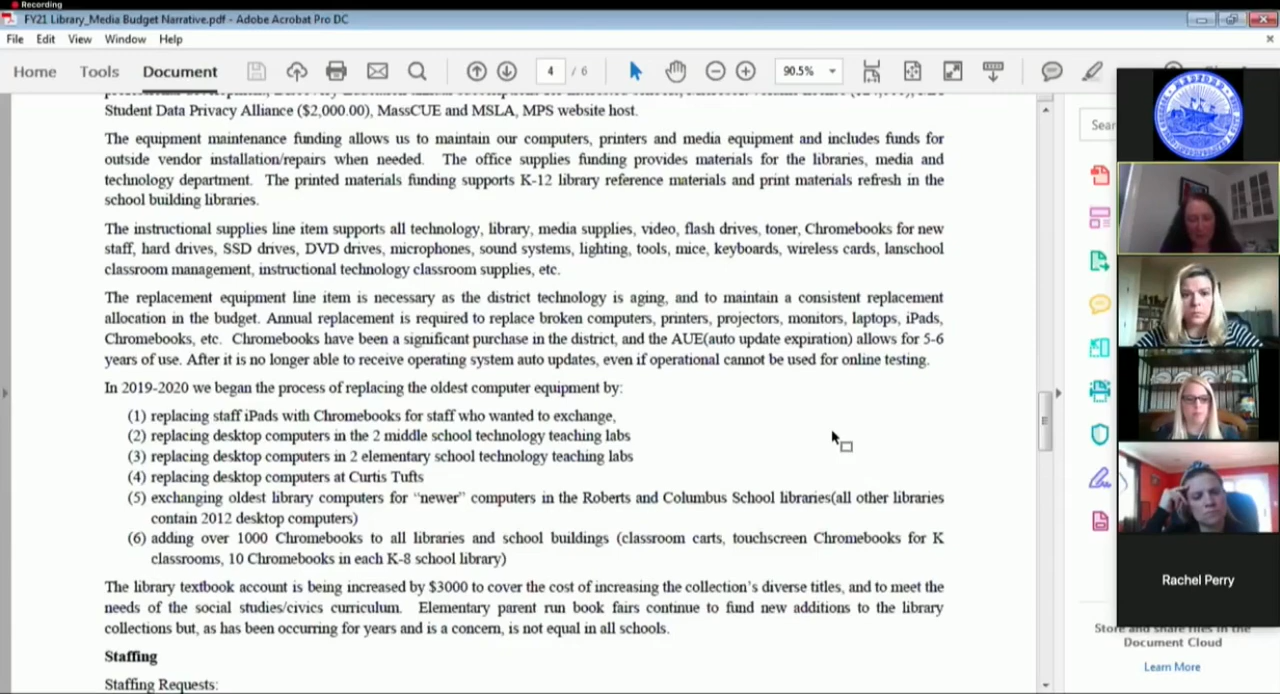 Recording
FY21 Library_Media Budget Narrative.pdf - Adobe Acrobat Pro DC
File Edit View Window Help
Home Tools Document 4 / 6 90.5%
Student Data Privacy Alliance ($2,000.00), MassCUE and MSLA, MPS website host.
The equipment maintenance funding allows us to maintain our computers, printers and media equipment and includes funds for
outside vendor installation/repairs when needed. The office supplies funding provides materials for the libraries, media and
technology department. The printed materials funding supports K-12 library reference materials and print materials refresh in the
school building libraries.
The instructional supplies line item supports all technology, library, media supplies, video, flash drives, toner, Chromebooks for new
staff, hard drives, SSD drives, DVD drives, microphones, sound systems, lighting, tools, mice, keyboards, wireless cards, lanschool
classroom management, instructional technology classroom supplies, etc.
The replacement equipment line item is necessary as the district technology is aging, and to maintain a consistent replacement
allocation in the budget. Annual replacement is required to replace broken computers, printers, projectors, monitors, laptops, iPads,
Chromebooks, etc. Chromebooks have been a significant purchase in the district, and the AUE(auto update expiration) allows for 5-6
years of use. After it is no longer able to receive operating system auto updates, even if operational cannot be used for online testing.
In 2019-2020 we began the process of replacing the oldest computer equipment by:
(1) replacing staff iPads with Chromebooks for staff who wanted to exchange,
(2) replacing desktop computers in the 2 middle school technology teaching labs
(3) replacing desktop computers in 2 elementary school technology teaching labs
(4) replacing desktop computers at Curtis Tufts
(5) exchanging oldest library computers for "newer" computers in the Roberts and Columbus School libraries(all other libraries
contain 2012 desktop computers)
(6) adding over 1000 Chromebooks to all libraries and school buildings (classroom carts, touchscreen Chromebooks for K
classrooms, 10 Chromebooks in each K-8 school library)
The library textbook account is being increased by $3000 to cover the cost of increasing the collection's diverse titles, and to meet the
needs of the social studies/civics curriculum. Elementary parent run book fairs continue to fund new additions to the library
collections but, as has been occurring for years and is a concern, is not equal in all schools.
Staffing
Staffing Requests:
Sear
Rachel Perry
Store and share files in the
Document Cloud
Learn More